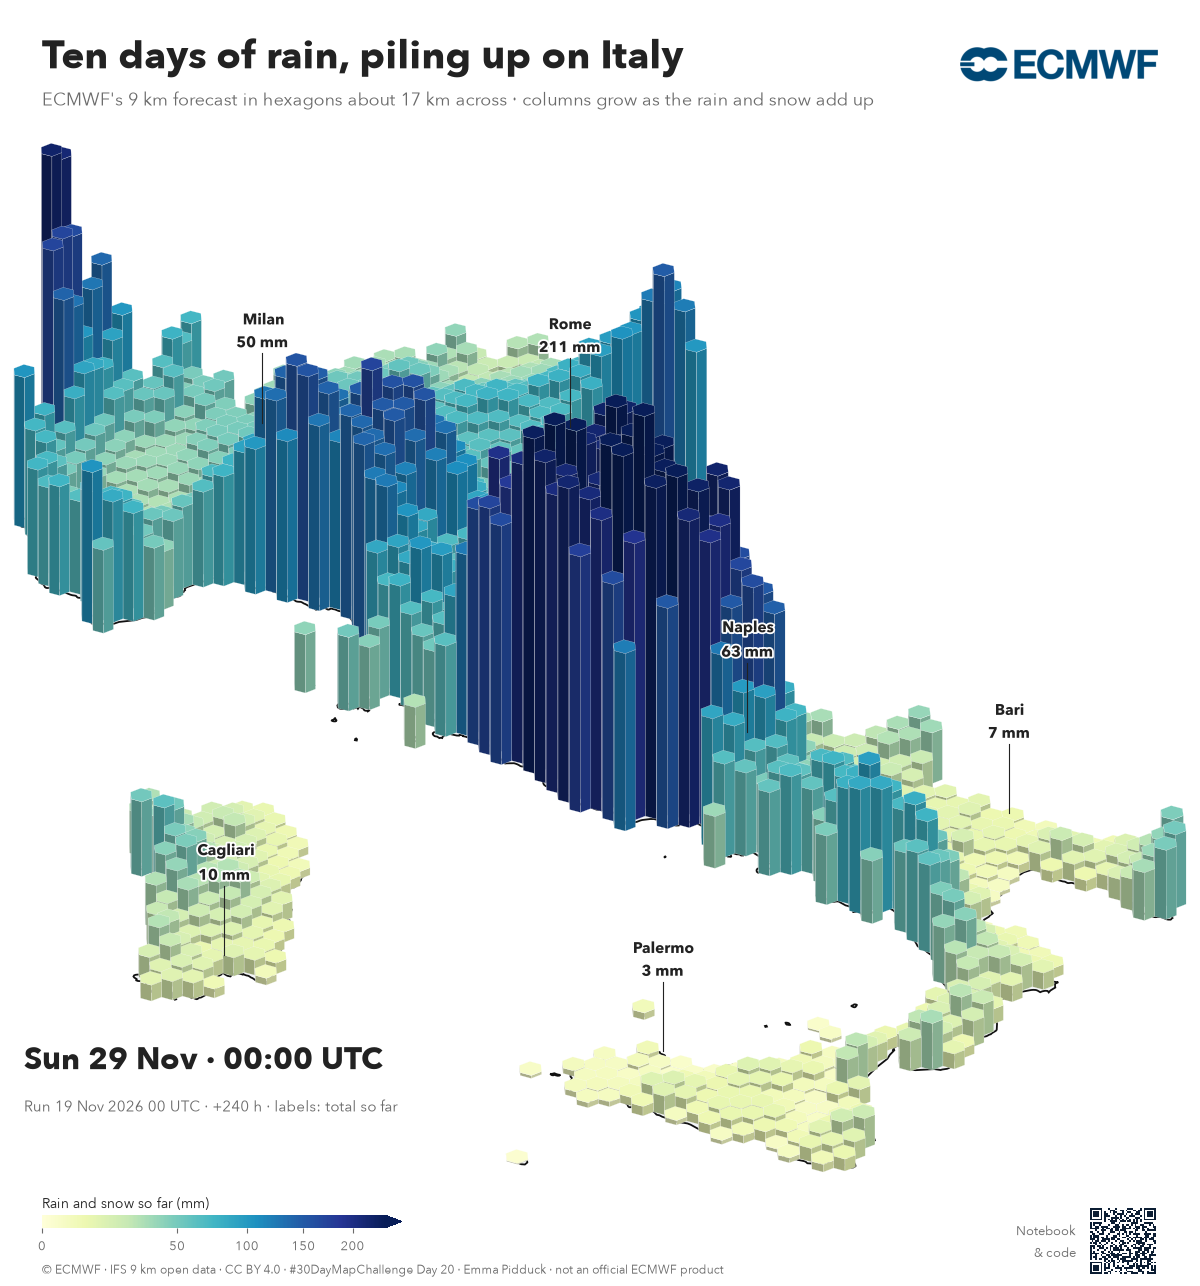 Ten days of rain, piling up on Italy
ECMWF
ECMWF's 9 km forecast in hexagons about 17 km across · columns grow as the rain and snow add up
Milan
50 mm
Rome
211 mm
Naples
63 mm
Bari
7 mm
Cagliari
10 mm
Palermo
3 mm
Sun 29 Nov · 00:00 UTC
Run 19 Nov 2026 00 UTC · +240 h · labels: total so far
Rain and snow so far (mm)
0 50 100 150 200
Notebook
& code
© ECMWF · IFS 9 km open data · CC BY 4.0 · #30DayMapChallenge Day 20 · Emma Pidduck · not an official ECMWF product